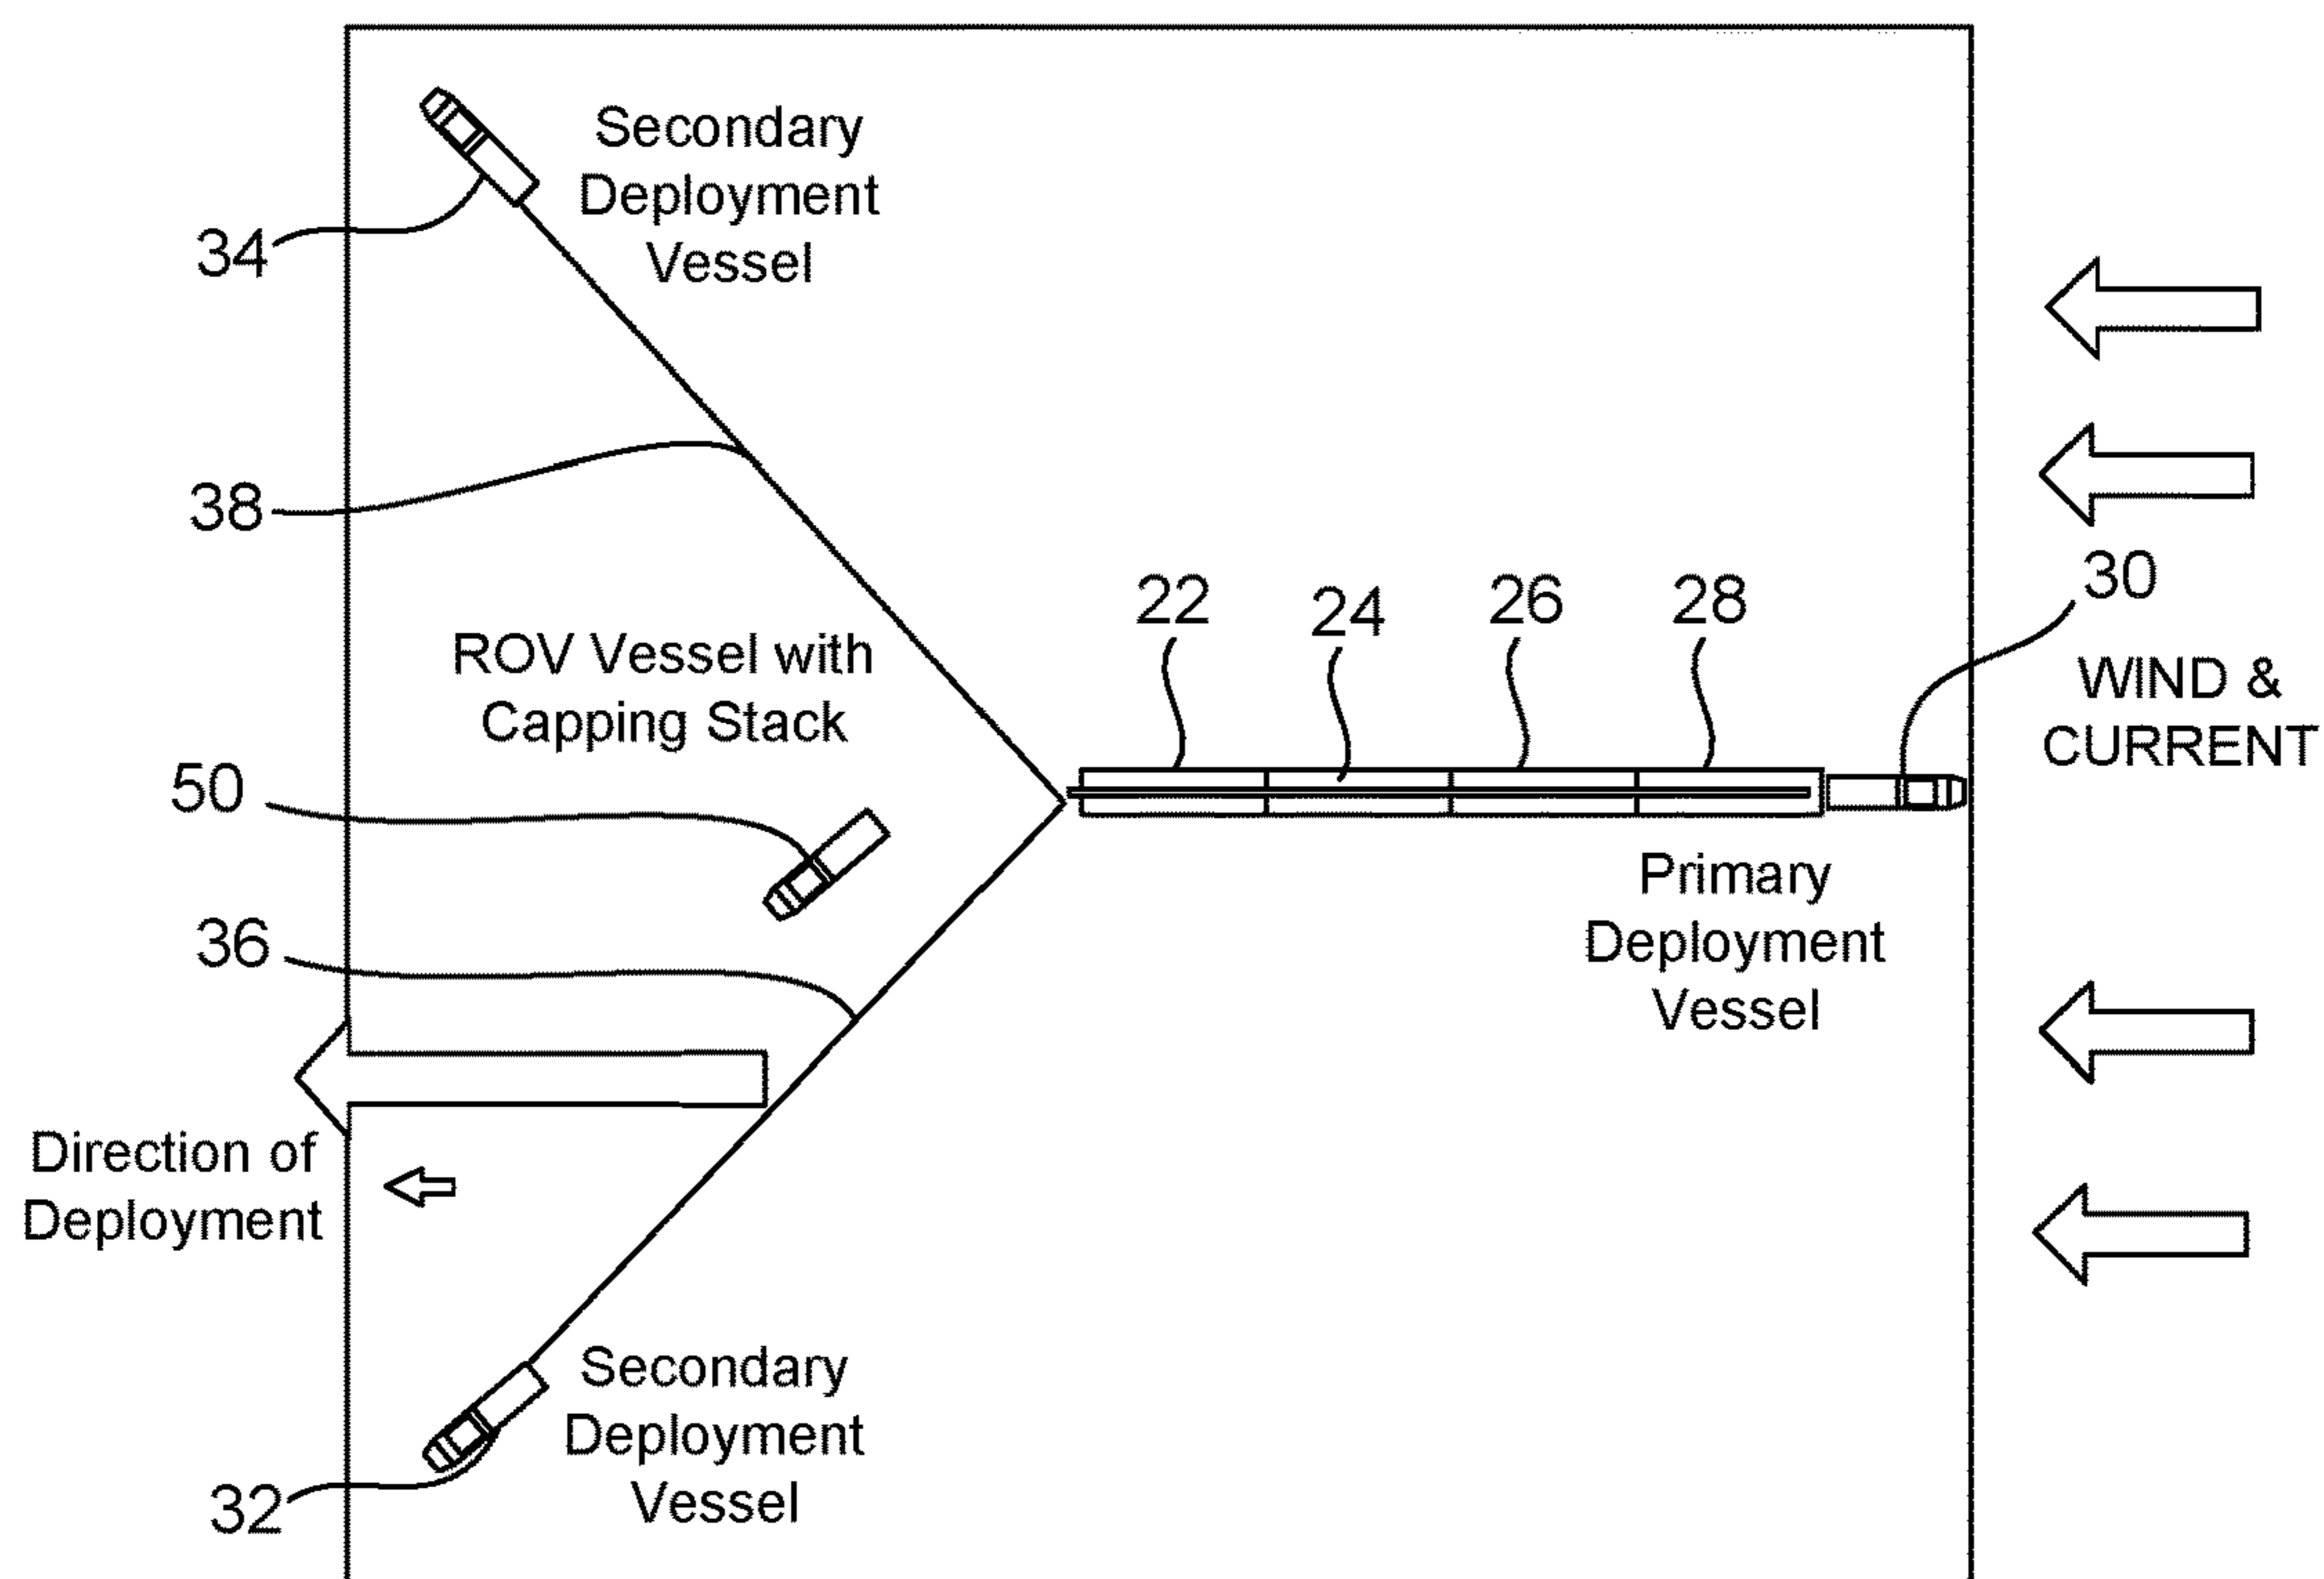 Secondary
Deployment
Vessel
34
38
22
24
26
28
30
ROV Vessel with
Capping Stack
WIND &
CURRENT
50
Primary
Deployment
Vessel
36
Direction of
Deployment
Secondary
Deployment
Vessel
32